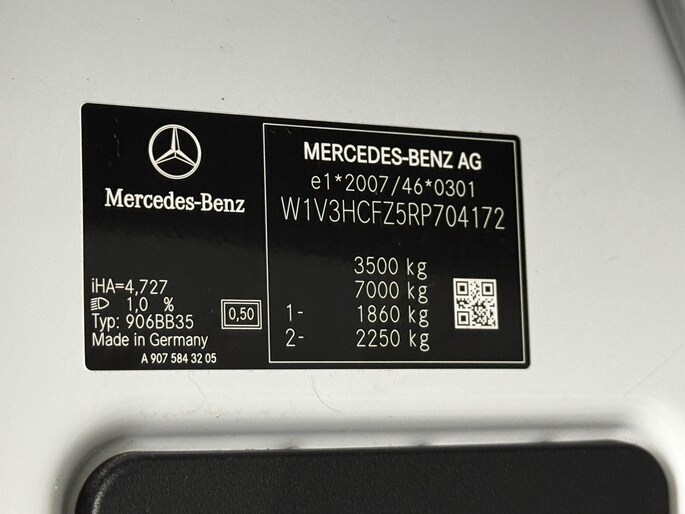 Mercedes-Benz
iHA=4,727
1,0 %
Typ: 906BB35
Made in Germany
A 907 584 32 05
0,50
MERCEDES-BENZ AG
e1*2007/46*0301
W1V3HCFZ5RP704172
3500 kg
7000 kg
1- 1860 kg
2- 2250 kg